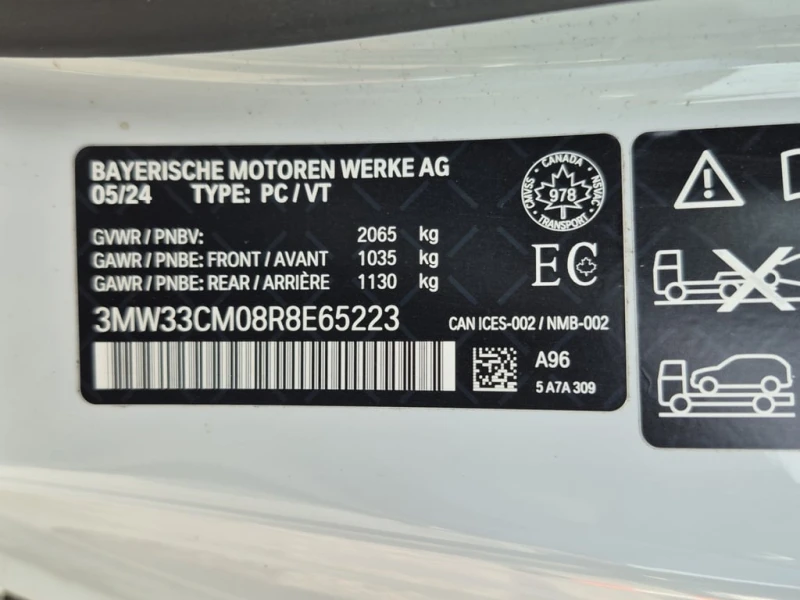 BAYERISCHE MOTOREN WERKE AG
05/24 TYPE: PC/VT
GVWR/PNBV: 2065 kg
GAWR/PNBE: FRONT/AVANT 1035 kg
GAWR/PNBE: REAR/ARRIÈRE 1130 kg
3MW33CM08R8E65223
CANADA
CMVSS
NSVAC
978
TRANSPORT
EC
CAN ICES-002/NMB-002
A96
5 A7A 309